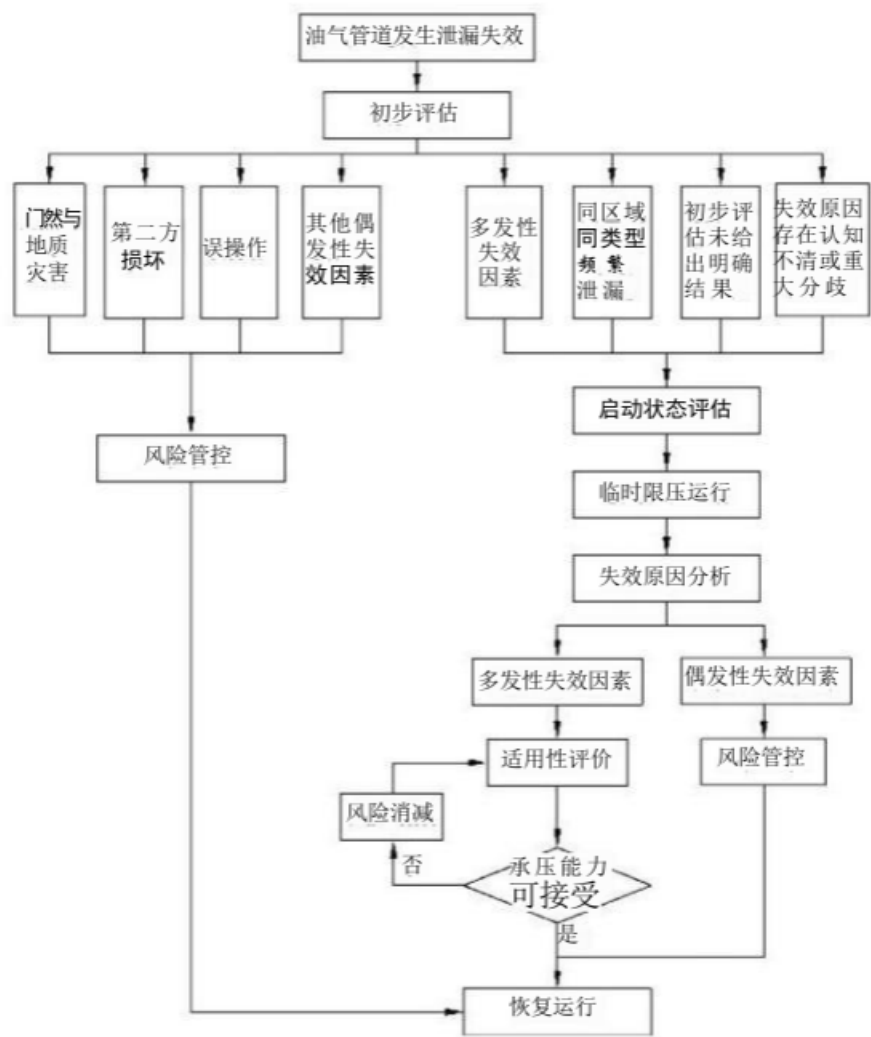 油气管道发生泄漏失效
初步评估
门然与
地质
灾害
第二方
损坏
误操作
其他偶
发性失
效因素
多发性
失效
因素
同区域
同类型
频繁
泄漏
初步评
估未给
出明确
结果
失效原因
存在认知
不清或重
大分歧
启动状态评估
风险管控
临时限压运行
失效原因分析
多发性失效因素
偶发性失效因素
适用性评价
风险管控
风险消减
否
承压能力
可接受
是
恢复运行